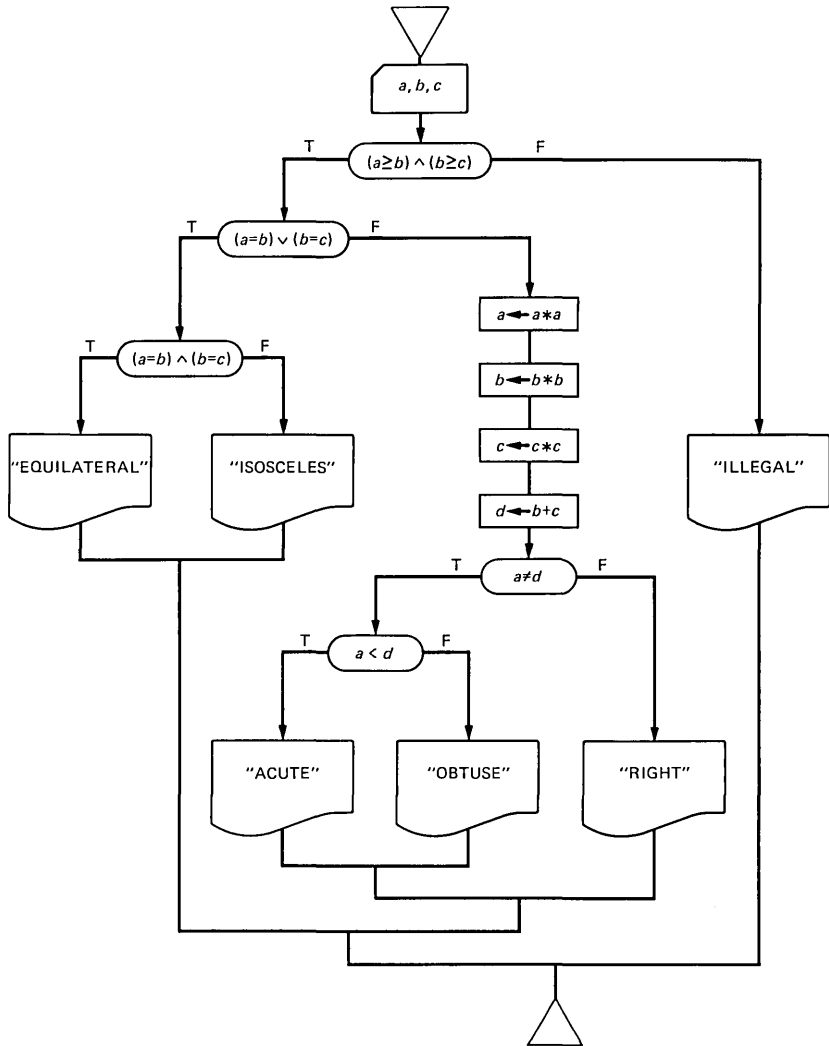 a, b, c
T
(a≥b) ∧ (b≥c)
F
T
(a=b) ∨ (b=c)
F
a←a*a
T
(a=b) ∧ (b=c)
F
b←b*b
c←c*c
"EQUILATERAL"
"ISOSCELES"
"ILLEGAL"
d←b+c
T
a≠d
F
T
a < d
F
"ACUTE"
"OBTUSE"
"RIGHT"